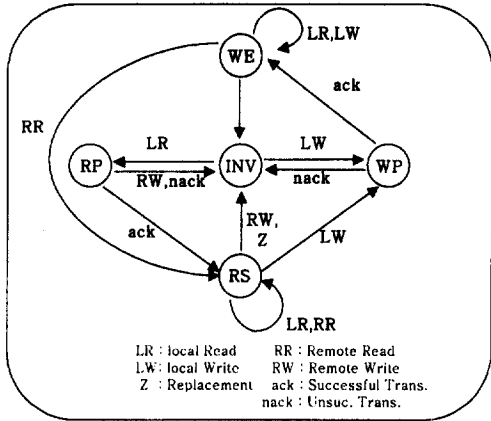 LR,LW
WE
ack
RR
LR
LW
RP
INV
WP
RW,nack
nack
ack
RW,
Z
LW
RS
LR,RR
LR : local Read RR : Remote Read
LW : local Write RW : Remote Write
Z : Replacement ack : Successful Trans.
nack : Unsuc. Trans.